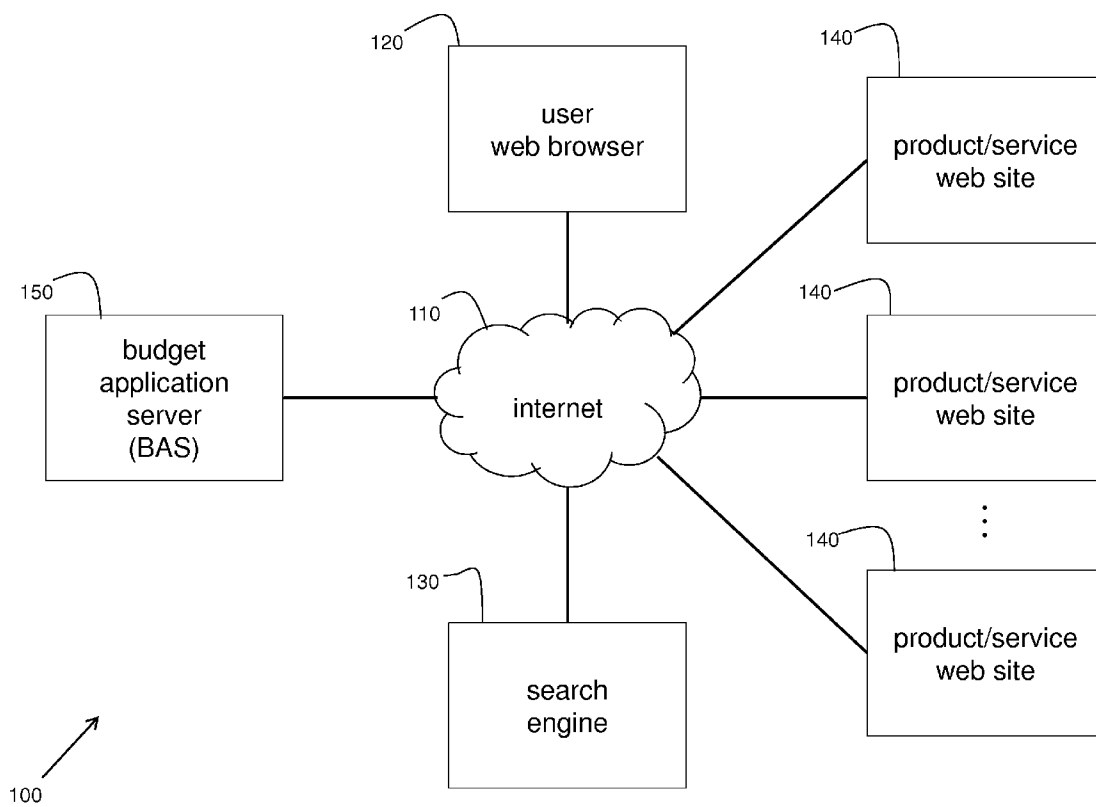 120
user
web browser
140
product/service
web site
150
budget
application
server
(BAS)
110
internet
140
product/service
web site
130
search
engine
140
product/service
web site
100